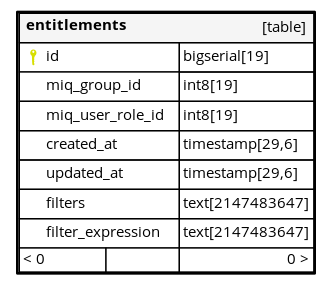 entitlements [table]
id bigserial[19]
miq_group_id int8[19]
miq_user_role_id int8[19]
created_at timestamp[29,6]
updated_at timestamp[29,6]
filters text[2147483647]
filter_expression text[2147483647]
< 0 0 >